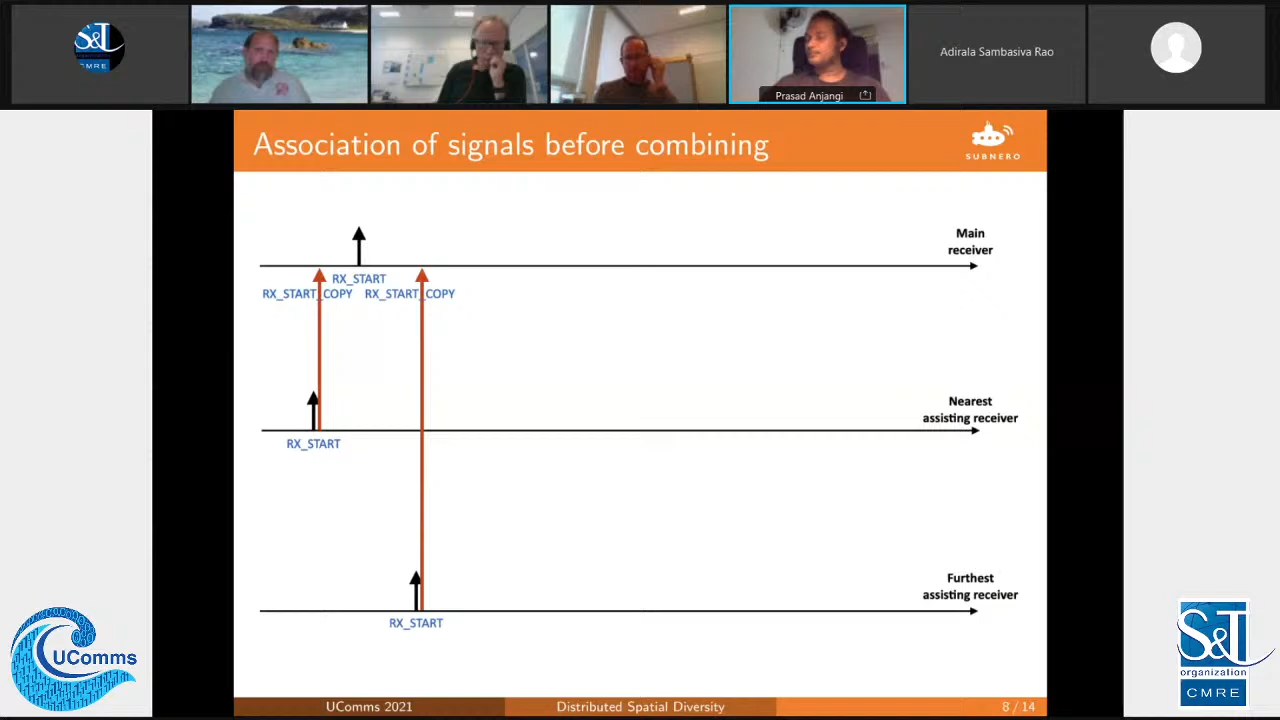 S&T
CMRE
Prasad Anjangi
Adirala Sambasiva Rao
Association of signals before combining
SUBNERO
Main
receiver
RX_START
RX_START_COPY RX_START_COPY
Nearest
assisting receiver
RX_START
Furthest
assisting receiver
RX_START
UComms
S&T
organization
CMRE
UComms 2021
Distributed Spatial Diversity
8 / 14